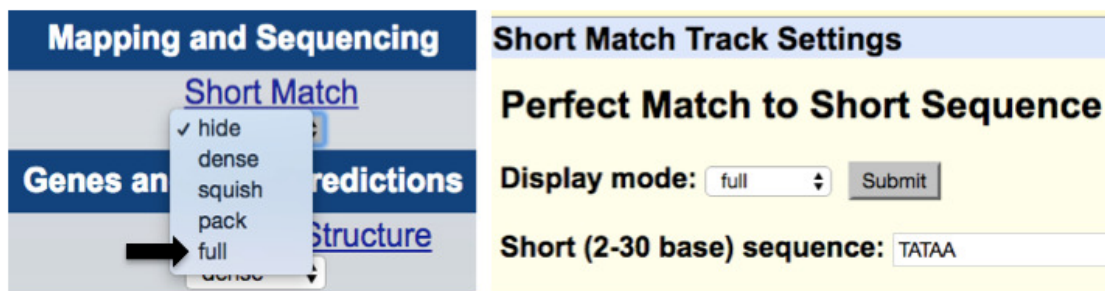 Mapping and Sequencing
Short Match
✓ hide
dense
squish
pack
full
Genes an
redictions
Structure
dense
Short Match Track Settings
Perfect Match to Short Sequence
Display mode: full Submit
Short (2-30 base) sequence: TATAA